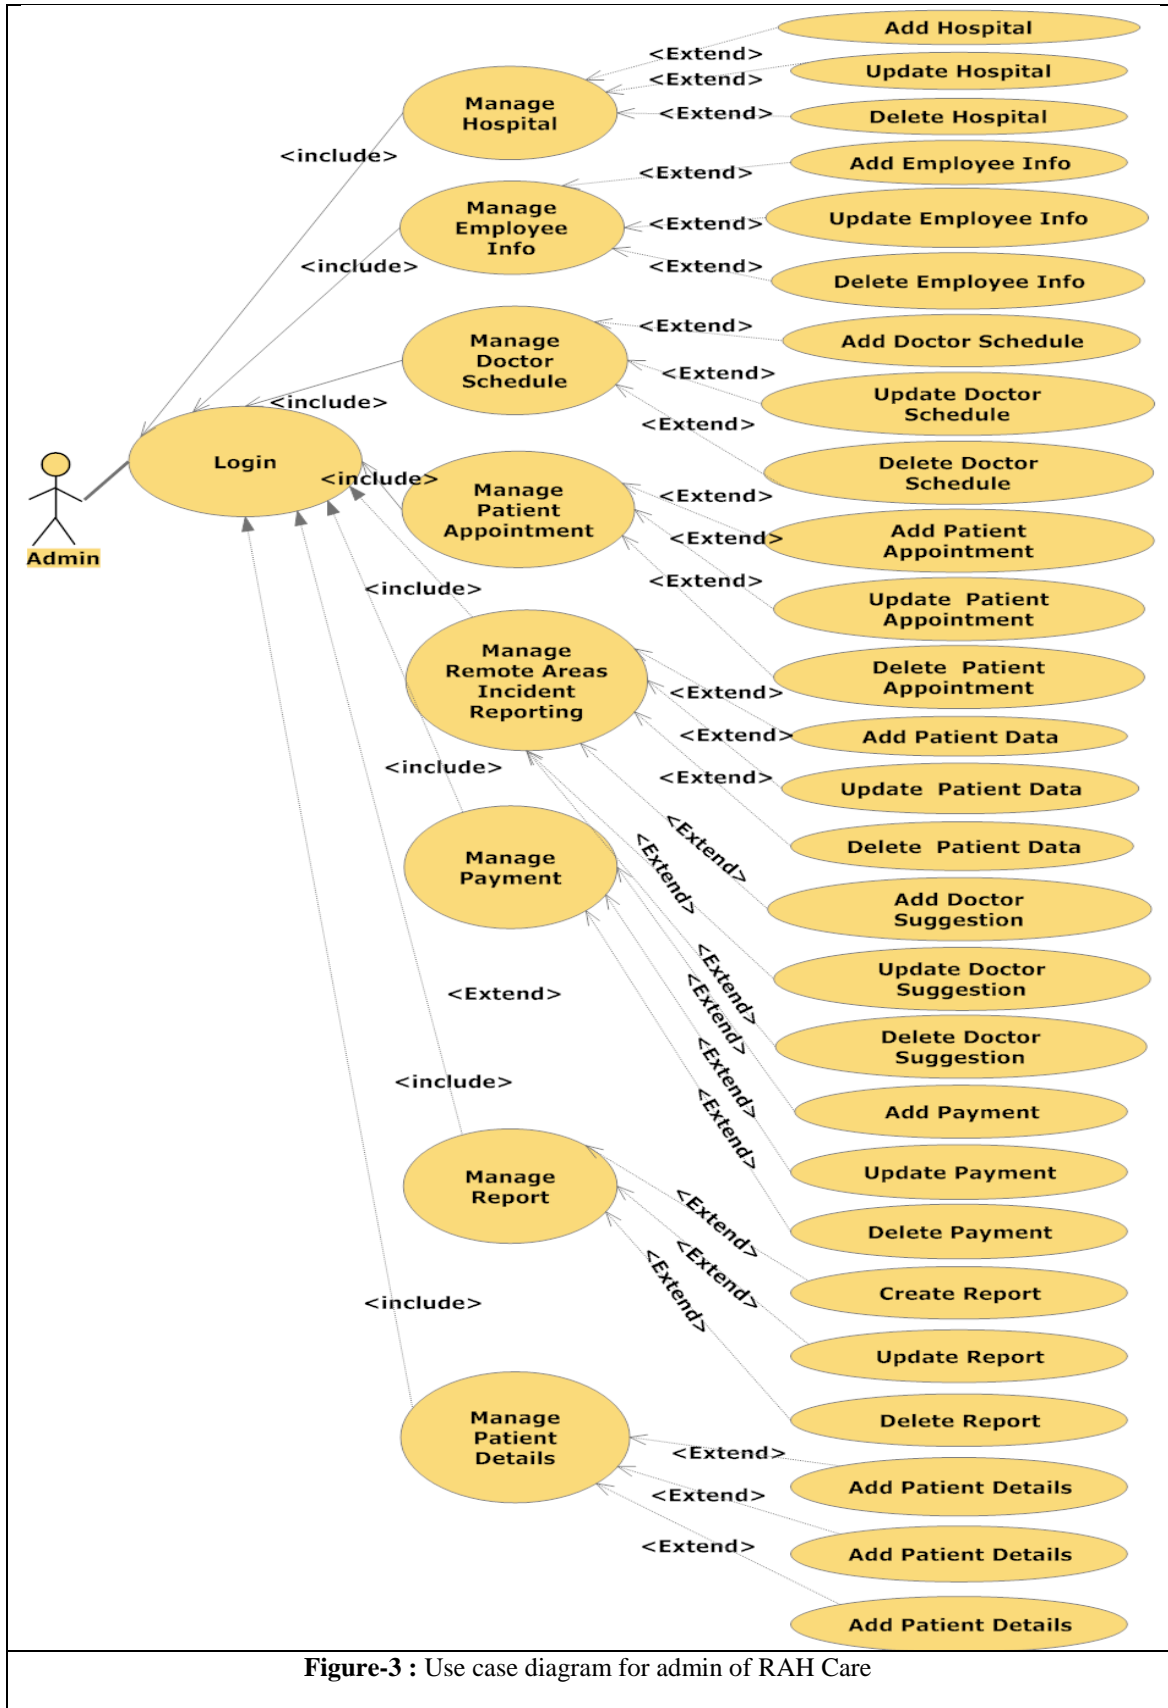 Add Hospital
<Extend>
Update Hospital
<Extend>
Manage
Hospital
<Extend>
Delete Hospital
<include>
Add Employee Info
<Extend>
Manage
Employee
Info
<Extend>
Update Employee Info
<include>
<Extend>
Delete Employee Info
<Extend>
Add Doctor Schedule
Manage
Doctor
Schedule
<Extend>
Update Doctor
Schedule
<include>
<Extend>
Login
Delete Doctor
Schedule
<include>
Manage
Patient
Appointment
<Extend>
Add Patient
Appointment
<Extend>
Admin
<include>
<Extend>
Update  Patient
Appointment
Manage
Remote Areas
Incident
Reporting
Delete  Patient
Appointment
<Extend>
Add Patient Data
<Extend>
<include>
<Extend>
Update  Patient Data
Delete  Patient Data
Manage
Payment
<Extend>
<Extend>
Add Doctor
Suggestion
Update Doctor
Suggestion
<Extend>
<Extend>
<Extend>
Delete Doctor
Suggestion
<Extend>
<include>
<Extend>
Add Payment
Manage
Report
Update Payment
<Extend>
Delete Payment
<Extend>
<Extend>
<include>
Create Report
Update Report
Manage
Patient
Details
Delete Report
<Extend>
Add Patient Details
<Extend>
<Extend>
Add Patient Details
Add Patient Details
Figure-3 : Use case diagram for admin of RAH Care